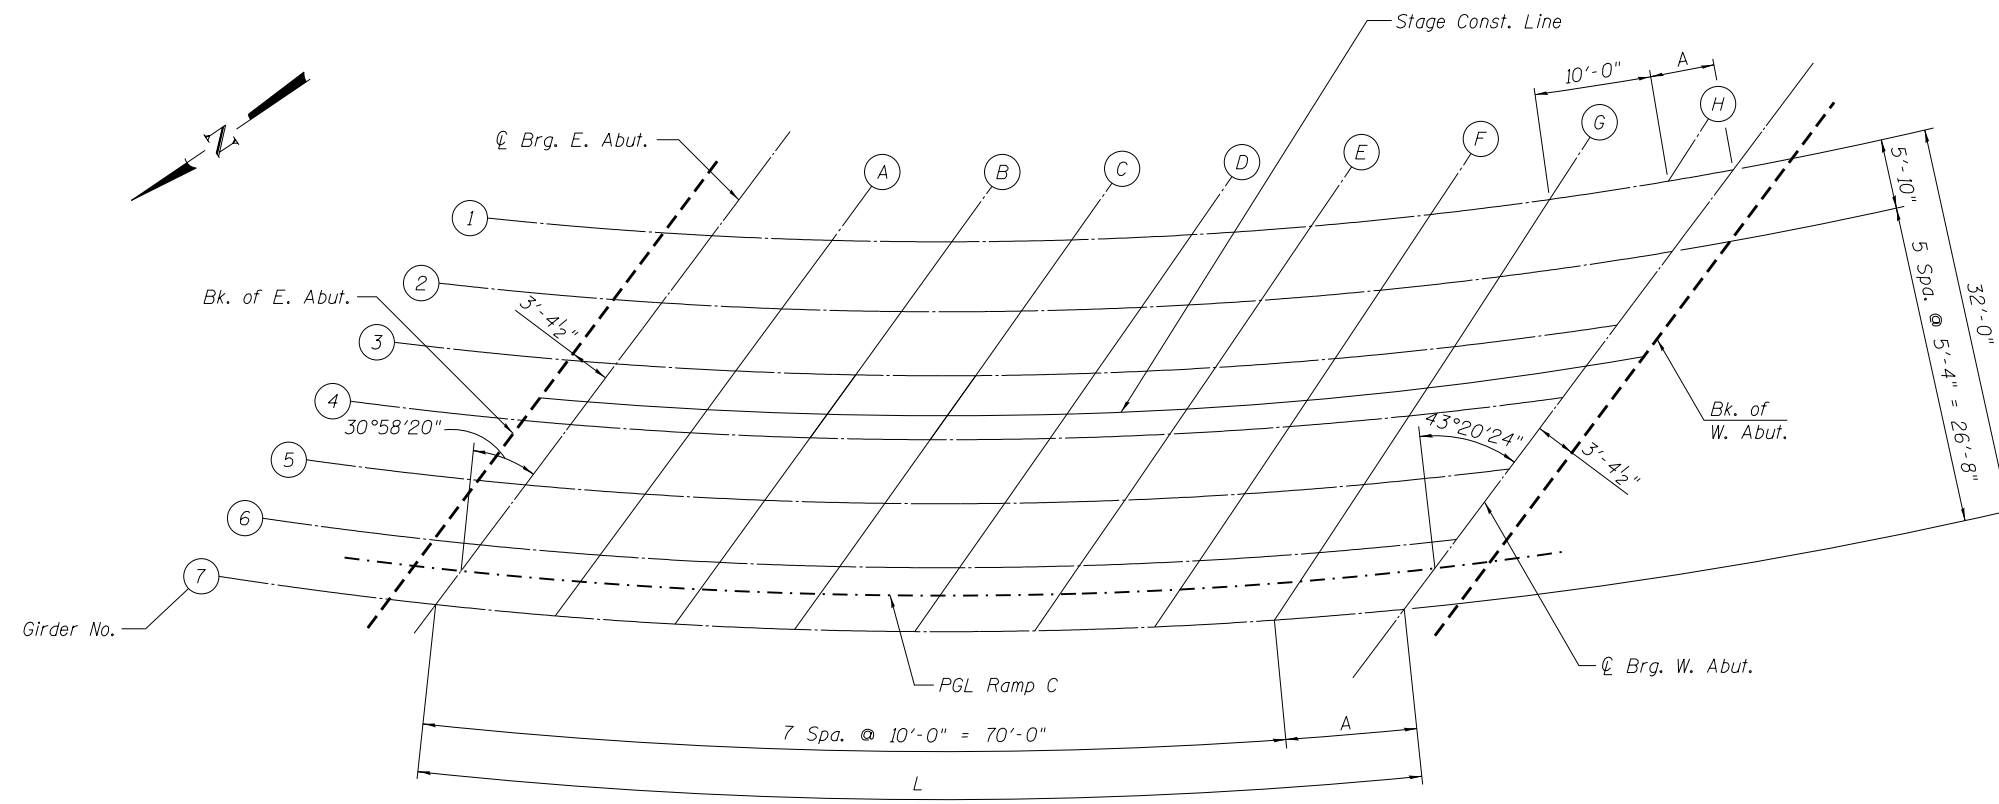 Stage Const. Line
10'-0"
A
N
℄ Brg. E. Abut.
A
B
C
D
E
F
G
H
1
2
3
4
5
6
7
5'-10"
5 Spa. @ 5'-4" = 26'-8"
32'-0"
Bk. of E. Abut.
3'-4½"
30°58'20"
43°20'24"
3'-4½"
Bk. of
W. Abut.
Girder No.
℄ Brg. W. Abut.
PGL Ramp C
7 Spa. @ 10'-0" = 70'-0"
A
L